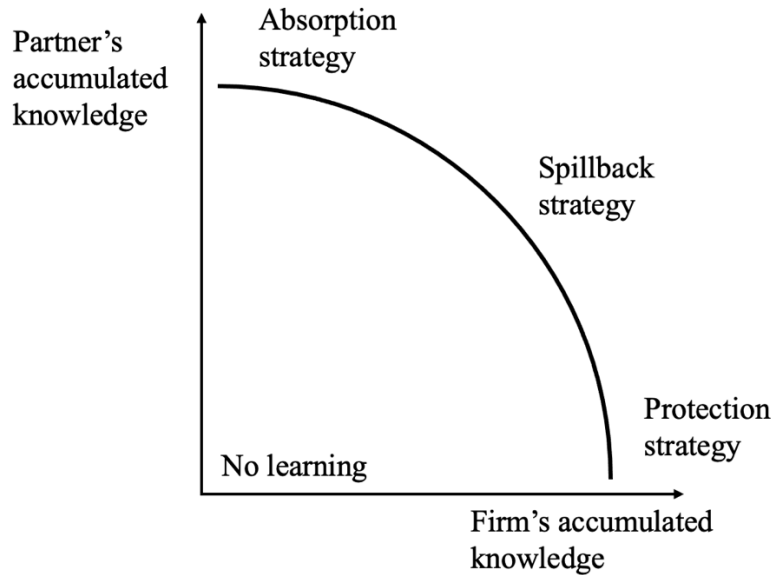 Partner’s
accumulated
knowledge
Absorption
strategy
Spillback
strategy
Protection
strategy
No learning
Firm’s accumulated
knowledge